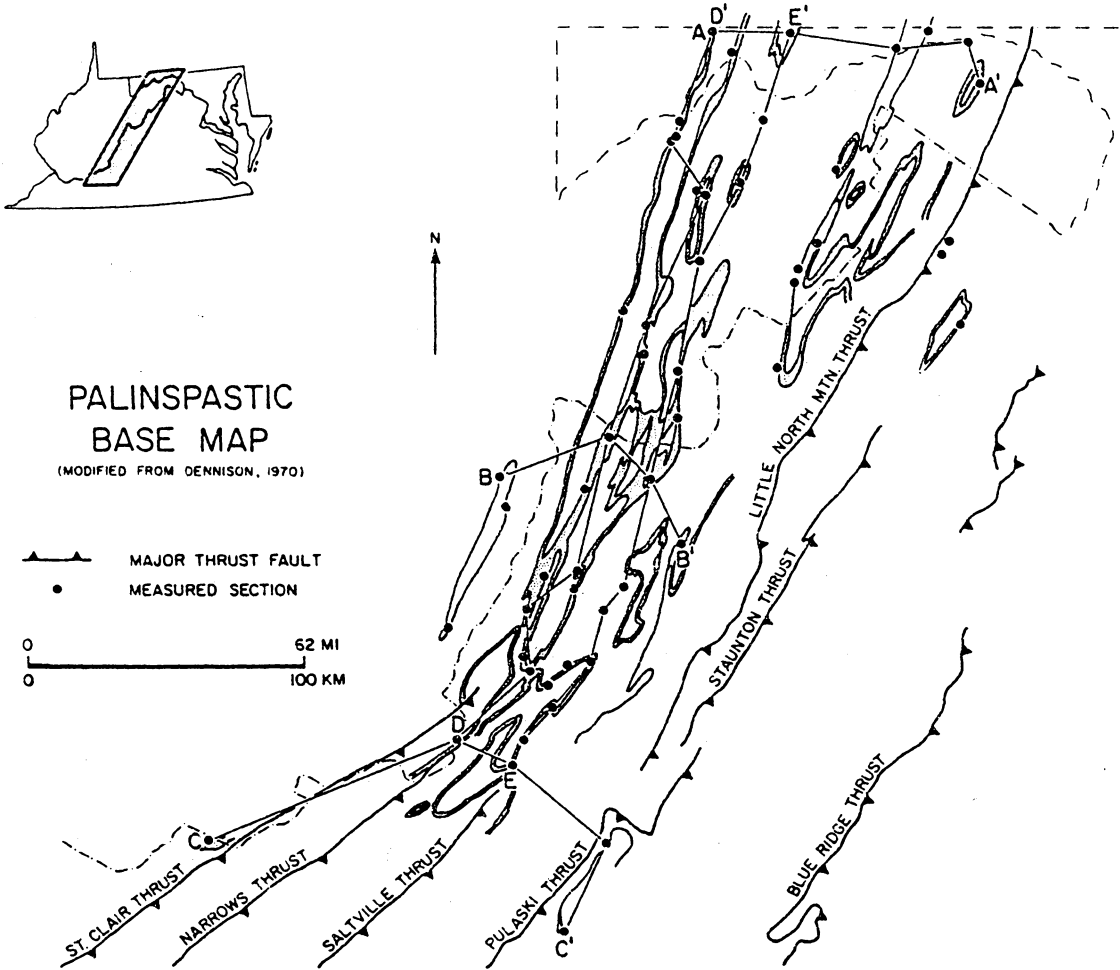 D' E'
A
A'
N
PALINSPASTIC
BASE MAP
(MODIFIED FROM DENNISON, 1970)
B
B'
MAJOR THRUST FAULT
MEASURED SECTION
0 62 MI
0 100 KM
LITTLE NORTH MTN. THRUST
STAUNTON THRUST
D
E
C
ST. CLAIR THRUST
NARROWS THRUST
SALTVILLE THRUST
PULASKI THRUST
BLUE RIDGE THRUST
C'